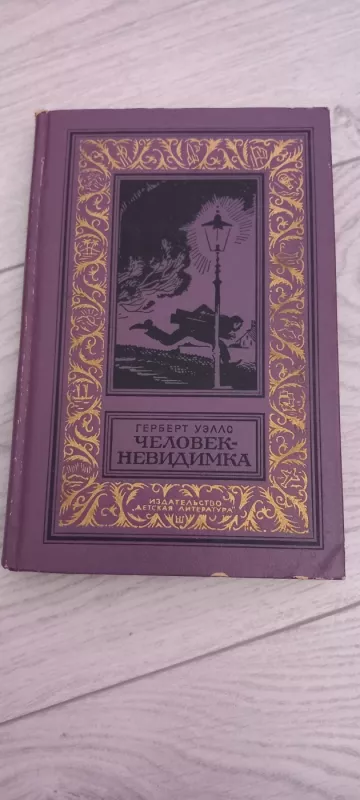 ГЕРБЕРТ УЭЛЛС
ЧЕЛОВЕК-
НЕВИДИМКА
ИЗДАТЕЛЬСТВО
"ДЕТСКАЯ ЛИТЕРАТУРА"